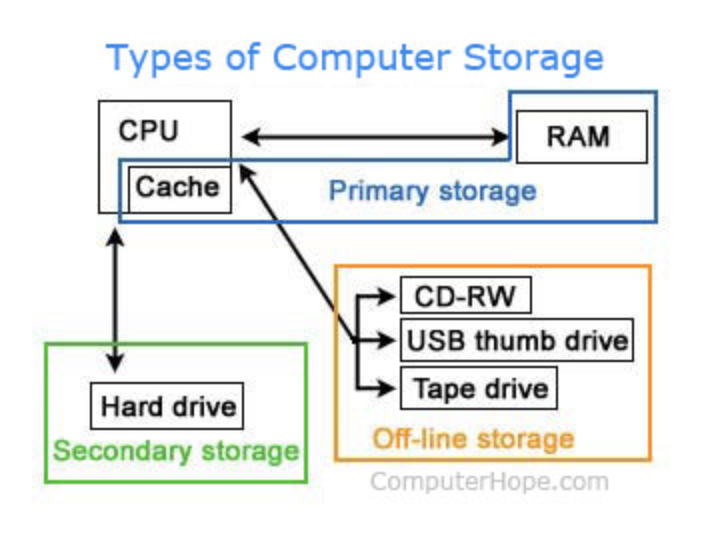 Types of Computer Storage
CPU
RAM
Cache
Primary storage
CD-RW
USB thumb drive
Tape drive
Off-line storage
Hard drive
Secondary storage
ComputerHope.com